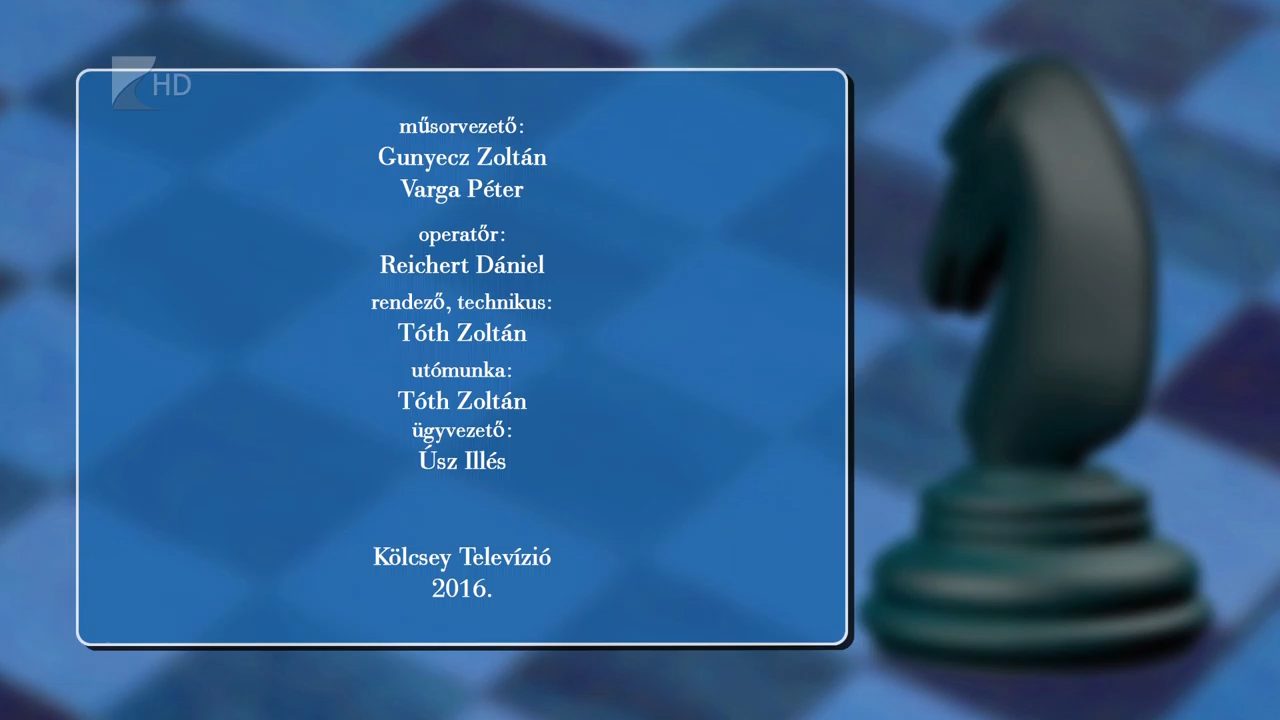 HD
műsorvezető:
Gunyecz Zoltán
Varga Péter
operatőr:
Reichert Dániel
rendező, technikus:
Tóth Zoltán
utómunka:
Tóth Zoltán
ügyvezető:
Úsz Illés
Kölcsey Televízió
2016.